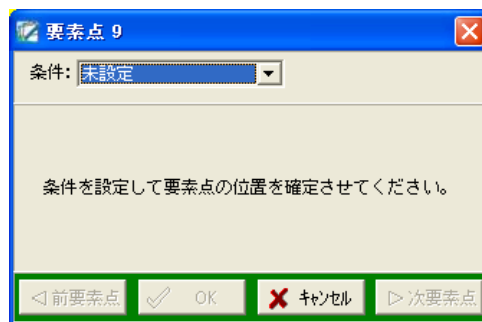 要素点 9
条件: 未設定
条件を設定して要素点の位置を確定させてください。
◁前要素点 OK ｷｬﾝｾﾙ ▷次要素点